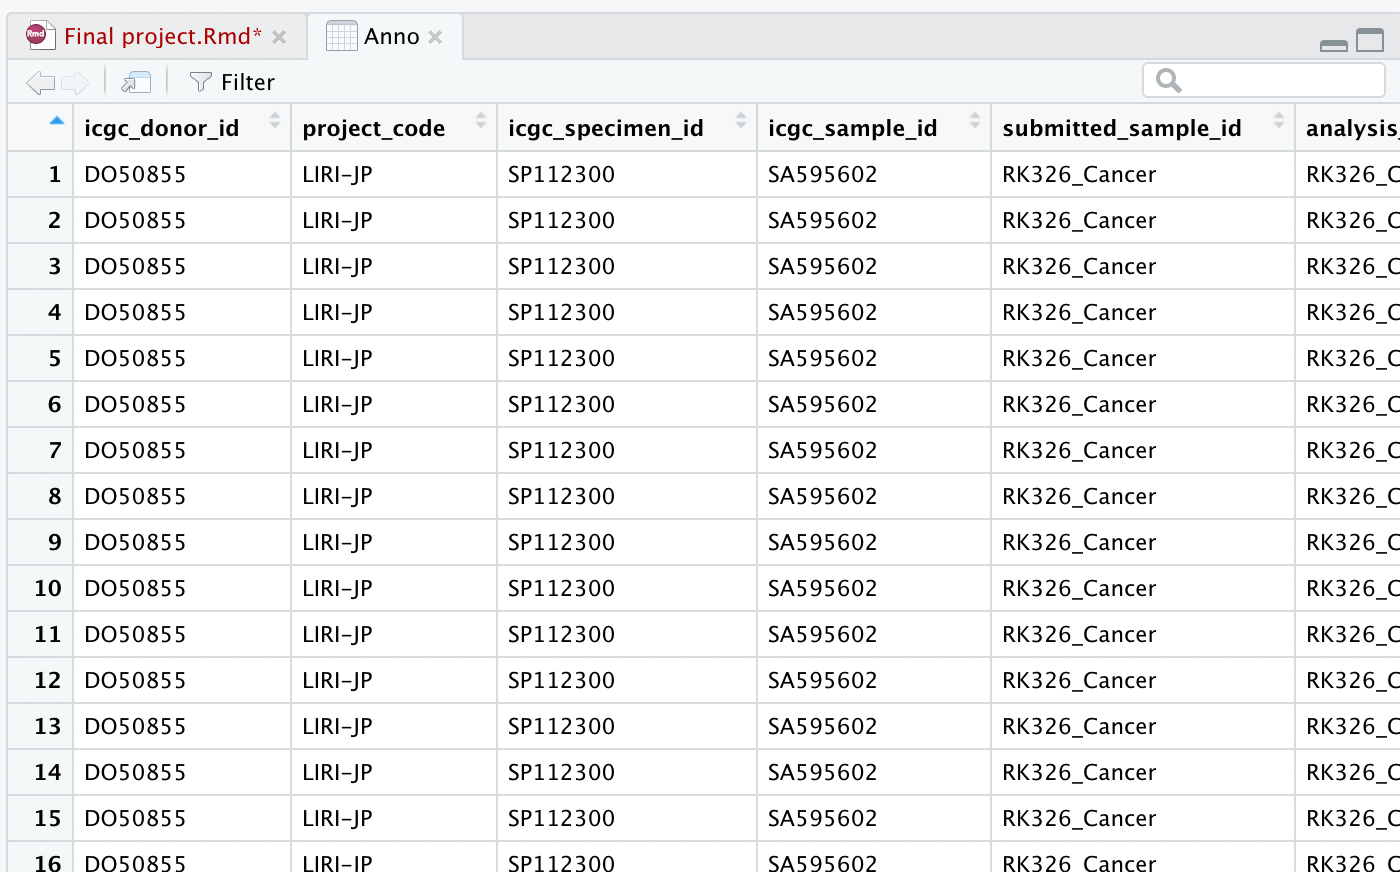 Rmd Final project.Rmd* Anno
Filter
icgc_donor_id project_code icgc_specimen_id icgc_sample_id submitted_sample_id analysis_
1 DO50855 LIRI-JP SP112300 SA595602 RK326_Cancer RK326_C
2 DO50855 LIRI-JP SP112300 SA595602 RK326_Cancer RK326_C
3 DO50855 LIRI-JP SP112300 SA595602 RK326_Cancer RK326_C
4 DO50855 LIRI-JP SP112300 SA595602 RK326_Cancer RK326_C
5 DO50855 LIRI-JP SP112300 SA595602 RK326_Cancer RK326_C
6 DO50855 LIRI-JP SP112300 SA595602 RK326_Cancer RK326_C
7 DO50855 LIRI-JP SP112300 SA595602 RK326_Cancer RK326_C
8 DO50855 LIRI-JP SP112300 SA595602 RK326_Cancer RK326_C
9 DO50855 LIRI-JP SP112300 SA595602 RK326_Cancer RK326_C
10 DO50855 LIRI-JP SP112300 SA595602 RK326_Cancer RK326_C
11 DO50855 LIRI-JP SP112300 SA595602 RK326_Cancer RK326_C
12 DO50855 LIRI-JP SP112300 SA595602 RK326_Cancer RK326_C
13 DO50855 LIRI-JP SP112300 SA595602 RK326_Cancer RK326_C
14 DO50855 LIRI-JP SP112300 SA595602 RK326_Cancer RK326_C
15 DO50855 LIRI-JP SP112300 SA595602 RK326_Cancer RK326_C
16 DO50855 LIRI-JP SP112300 SA595602 RK326_Cancer RK326_C